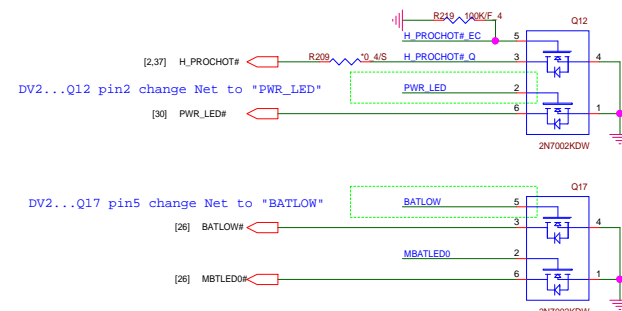 R219 100K/F_4
Q12
H_PROCHOT#_EC 5
[2,37] H_PROCHOT# R209 *0_4/S H_PROCHOT#_Q 3 4
DV2...Q12 pin2 change Net to "PWR_LED" PWR_LED 2
[30] PWR_LED# 6 1
2N7002KDW
Q17
DV2...Q17 pin5 change Net to "BATLOW" BATLOW 5
[26] BATLOW# 3 4
MBATLED0 2
[26] MBTLED0# 6 1
2N7002KDW